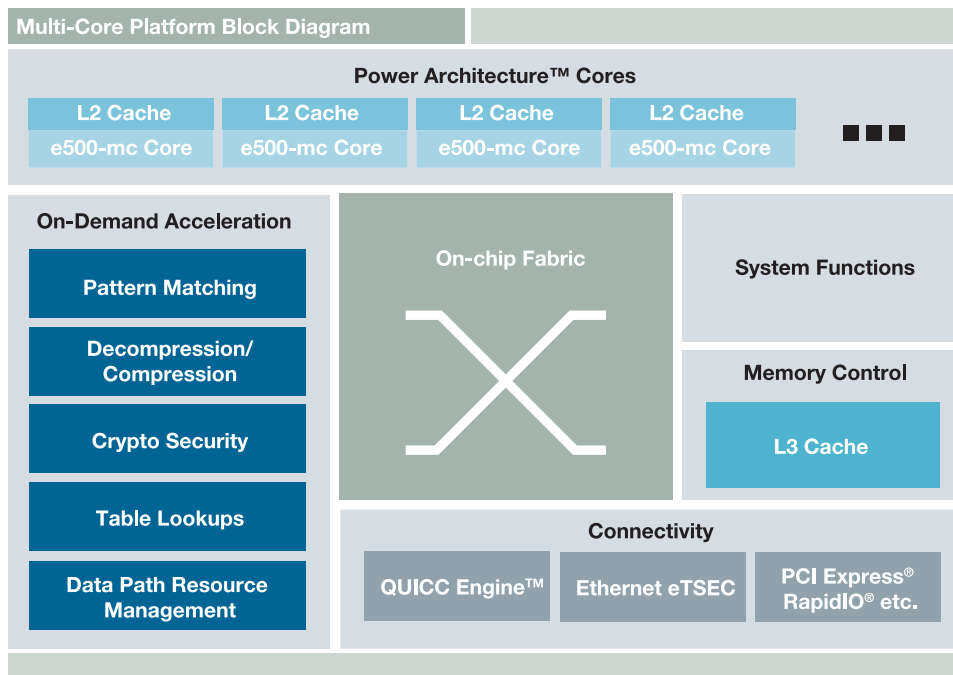 Multi-Core Platform Block Diagram
Power Architecture™ Cores
L2 Cache
L2 Cache
L2 Cache
L2 Cache
e500-mc Core
e500-mc Core
e500-mc Core
e500-mc Core
On-Demand Acceleration
Pattern Matching
Decompression/
Compression
Crypto Security
Table Lookups
Data Path Resource
Management
On-chip Fabric
System Functions
Memory Control
L3 Cache
Connectivity
QUICC Engine™
Ethernet eTSEC
PCI Express®
RapidIO® etc.